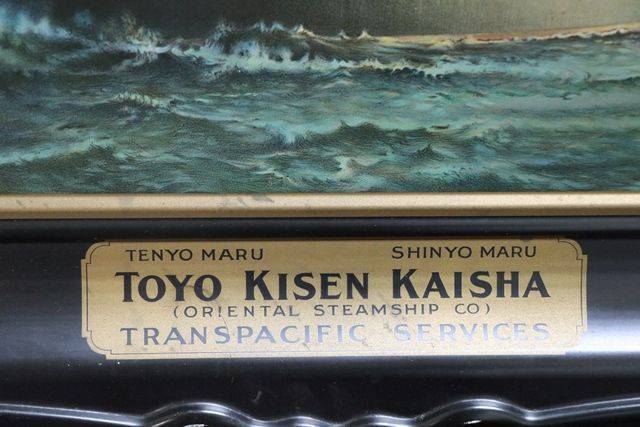 TENYO MARU SHINYO MARU
TOYO KISEN KAISHA
(ORIENTAL STEAMSHIP CO)
TRANSPACIFIC SERVICES